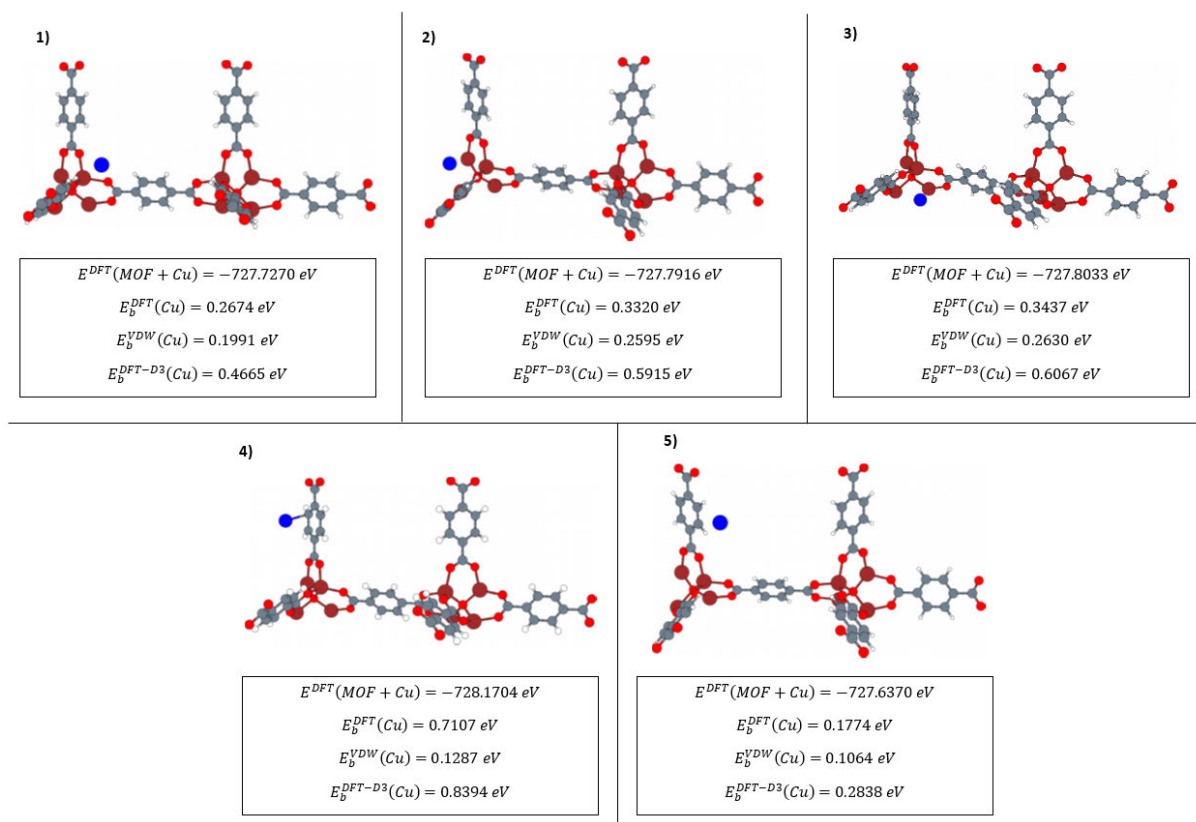 1)
E^DFT(MOF + Cu) = −727.7270 eV
E_b^DFT(Cu) = 0.2674 eV
E_b^VDW(Cu) = 0.1991 eV
E_b^DFT−D3(Cu) = 0.4665 eV
2)
E^DFT(MOF + Cu) = −727.7916 eV
E_b^DFT(Cu) = 0.3320 eV
E_b^VDW(Cu) = 0.2595 eV
E_b^DFT−D3(Cu) = 0.5915 eV
3)
E^DFT(MOF + Cu) = −727.8033 eV
E_b^DFT(Cu) = 0.3437 eV
E_b^VDW(Cu) = 0.2630 eV
E_b^DFT−D3(Cu) = 0.6067 eV
4)
E^DFT(MOF + Cu) = −728.1704 eV
E_b^DFT(Cu) = 0.7107 eV
E_b^VDW(Cu) = 0.1287 eV
E_b^DFT−D3(Cu) = 0.8394 eV
5)
E^DFT(MOF + Cu) = −727.6370 eV
E_b^DFT(Cu) = 0.1774 eV
E_b^VDW(Cu) = 0.1064 eV
E_b^DFT−D3(Cu) = 0.2838 eV